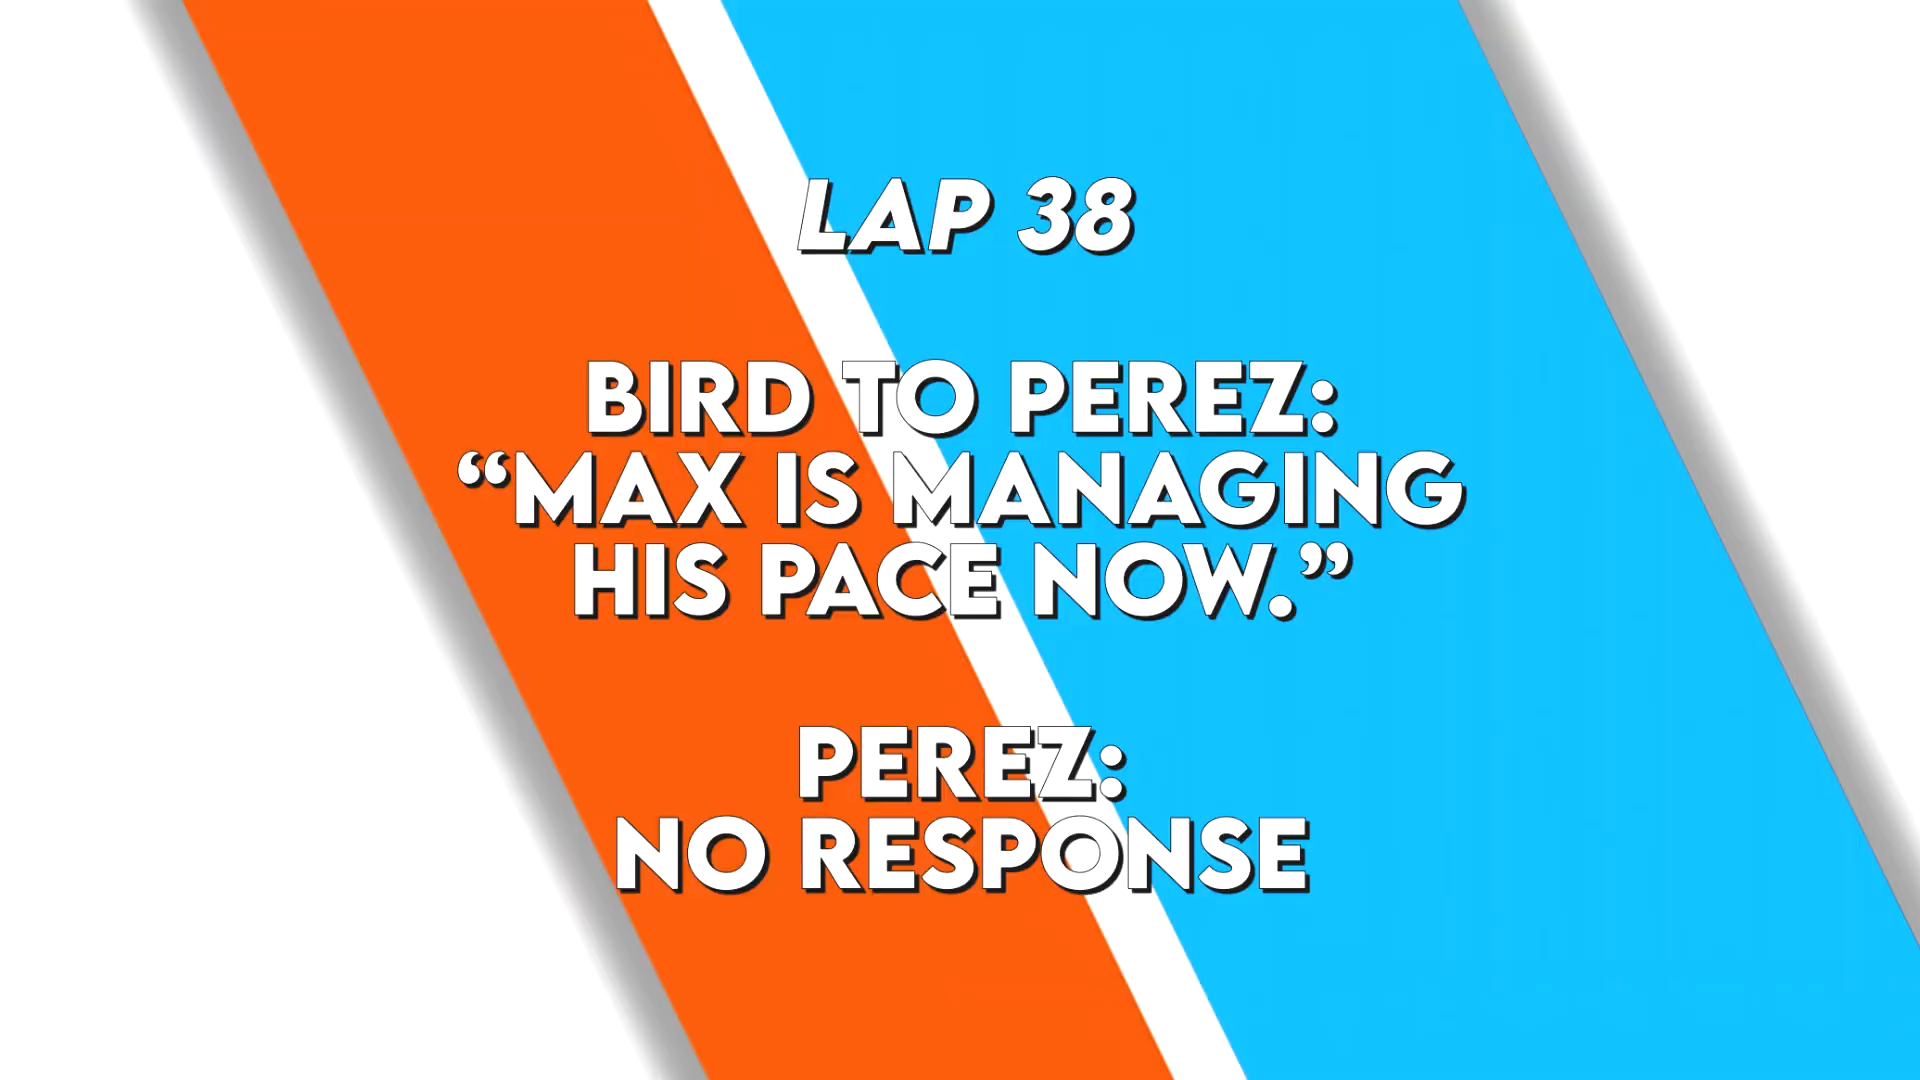 LAP 38
BIRD TO PEREZ:
“MAX IS MANAGING
HIS PACE NOW.”
PEREZ:
NO RESPONSE